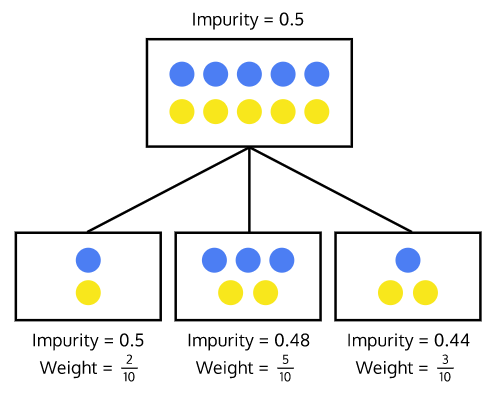 Impurity = 0.5
Impurity = 0.5
Weight = 2/10
Impurity = 0.48
Weight = 5/10
Impurity = 0.44
Weight = 3/10